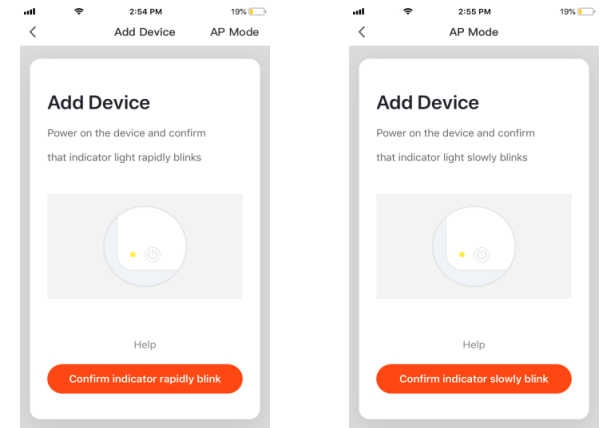 2:54 PM
19%
Add Device
AP Mode
Add Device
Power on the device and confirm
that indicator light rapidly blinks
Help
Confirm indicator rapidly blink
2:55 PM
19%
AP Mode
Add Device
Power on the device and confirm
that indicator light slowly blinks
Help
Confirm indicator slowly blink